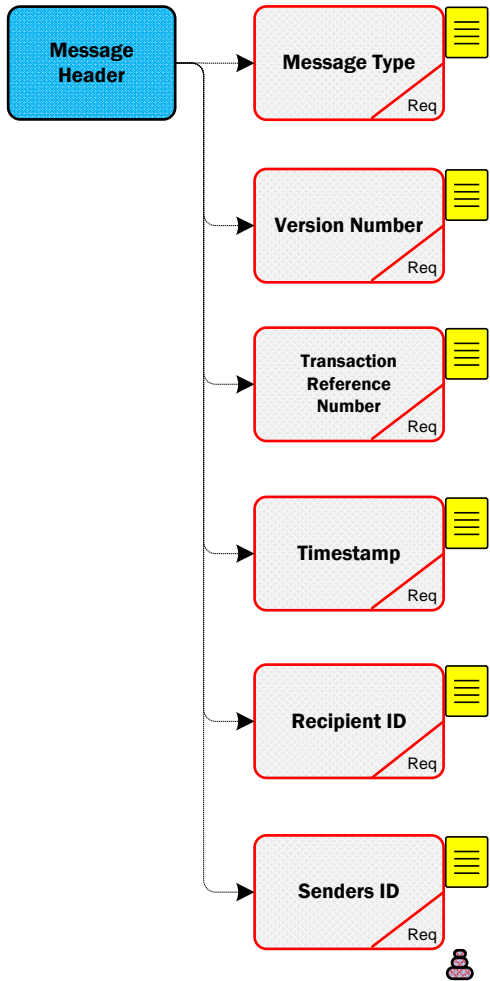 Message
Header
Message Type
Req
Version Number
Req
Transaction
Reference
Number
Req
Timestamp
Req
Recipient ID
Req
Senders ID
Req